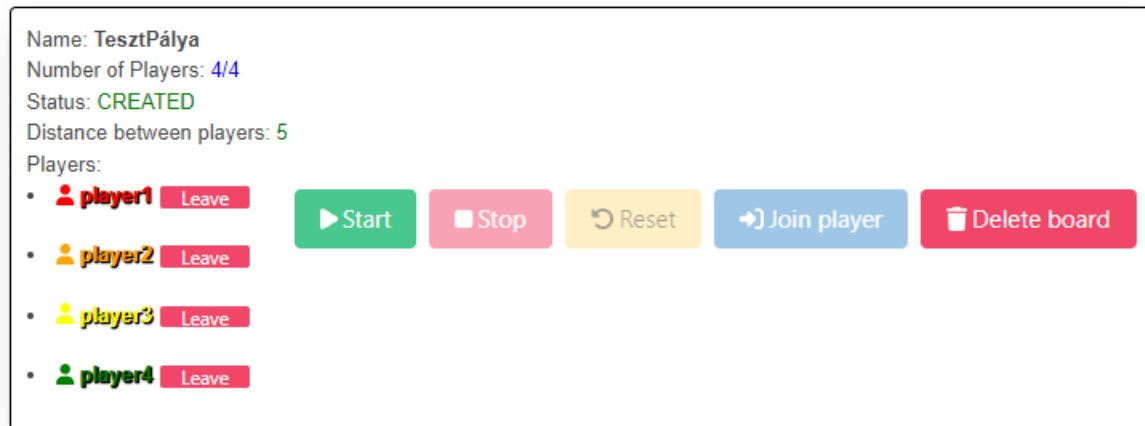 Name: TesztPálya
Number of Players: 4/4
Status: CREATED
Distance between players: 5
Players:
player1 Leave
Start Stop Reset Join player Delete board
player2 Leave
player3 Leave
player4 Leave